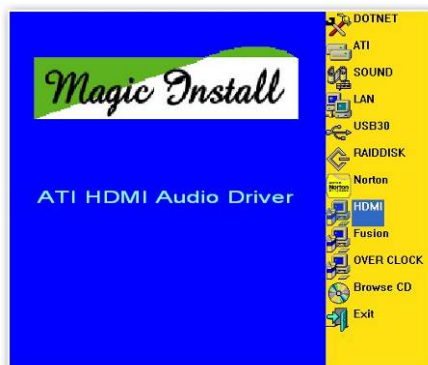 Magic Install
ATI HDMI Audio Driver
DOTNET
ATI
SOUND
LAN
USB30
RAIDDISK
Norton
Norton
HDMI
Fusion
OVER CLOCK
Browse CD
Exit